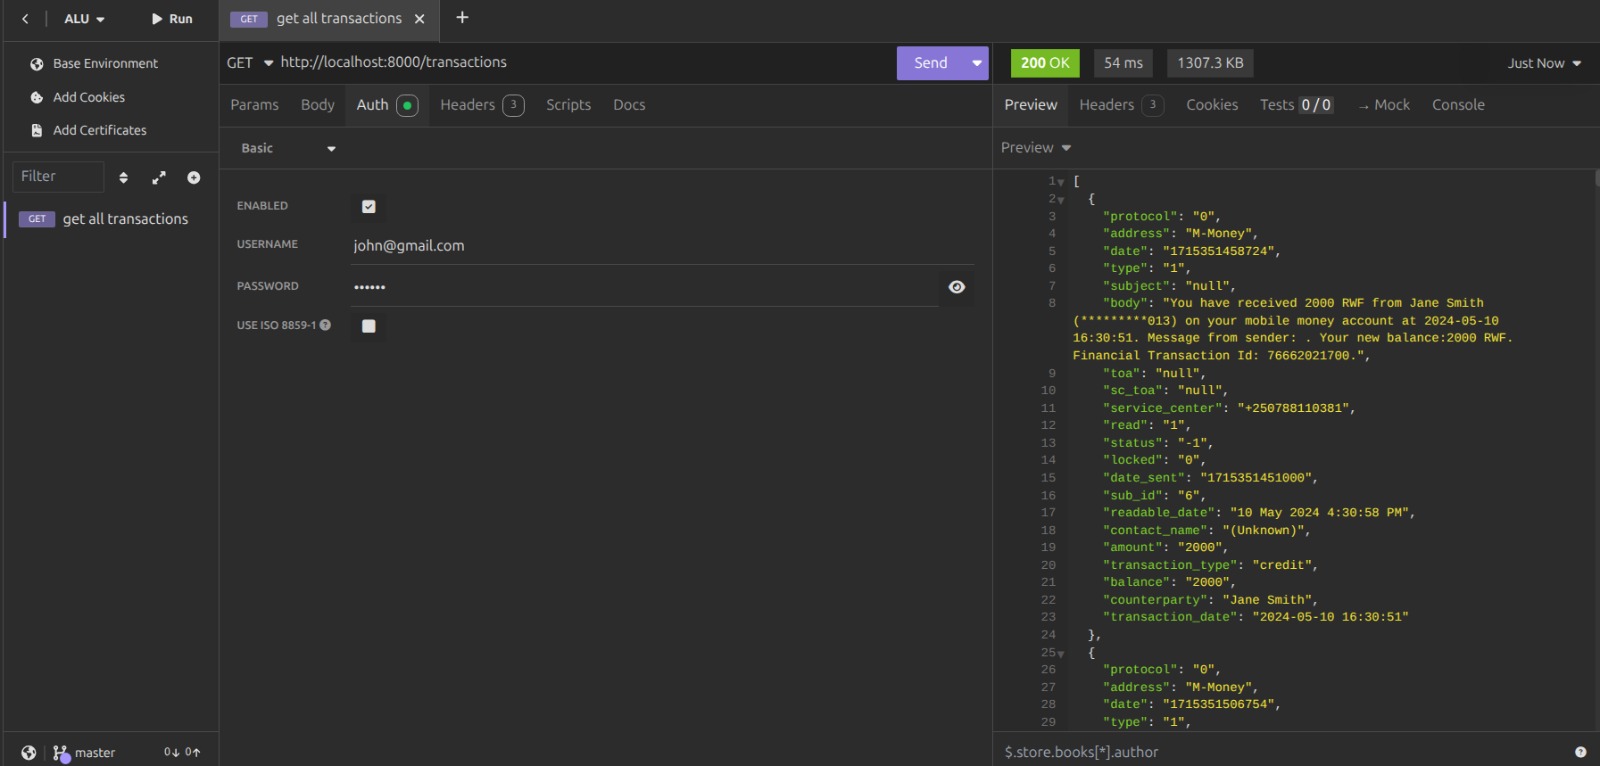 ALU
Run
GET get all transactions
Base Environment
Add Cookies
Add Certificates
Filter
GET get all transactions
master
0 0
GET http://localhost:8000/transactions
Send
Params Body Auth Headers 3 Scripts Docs
Basic
ENABLED
USERNAME john@gmail.com
PASSWORD ••••••
USE ISO 8859-1
200 OK 54 ms 1307.3 KB Just Now
Preview Headers 3 Cookies Tests 0 / 0 → Mock Console
Preview
1 [
2 {
3 "protocol": "0",
4 "address": "M-Money",
5 "date": "1715351458724",
6 "type": "1",
7 "subject": "null",
8 "body": "You have received 2000 RWF from Jane Smith
(*********013) on your mobile money account at 2024-05-10
16:30:51. Message from sender: . Your new balance:2000 RWF.
Financial Transaction Id: 76662021700.",
9 "toa": "null",
10 "sc_toa": "null",
11 "service_center": "+250788110381",
12 "read": "1",
13 "status": "-1",
14 "locked": "0",
15 "date_sent": "1715351451000",
16 "sub_id": "6",
17 "readable_date": "10 May 2024 4:30:58 PM",
18 "contact_name": "(Unknown)",
19 "amount": "2000",
20 "transaction_type": "credit",
21 "balance": "2000",
22 "counterparty": "Jane Smith",
23 "transaction_date": "2024-05-10 16:30:51"
24 },
25 {
26 "protocol": "0",
27 "address": "M-Money",
28 "date": "1715351506754",
29 "type": "1",
$.store.books[*].author